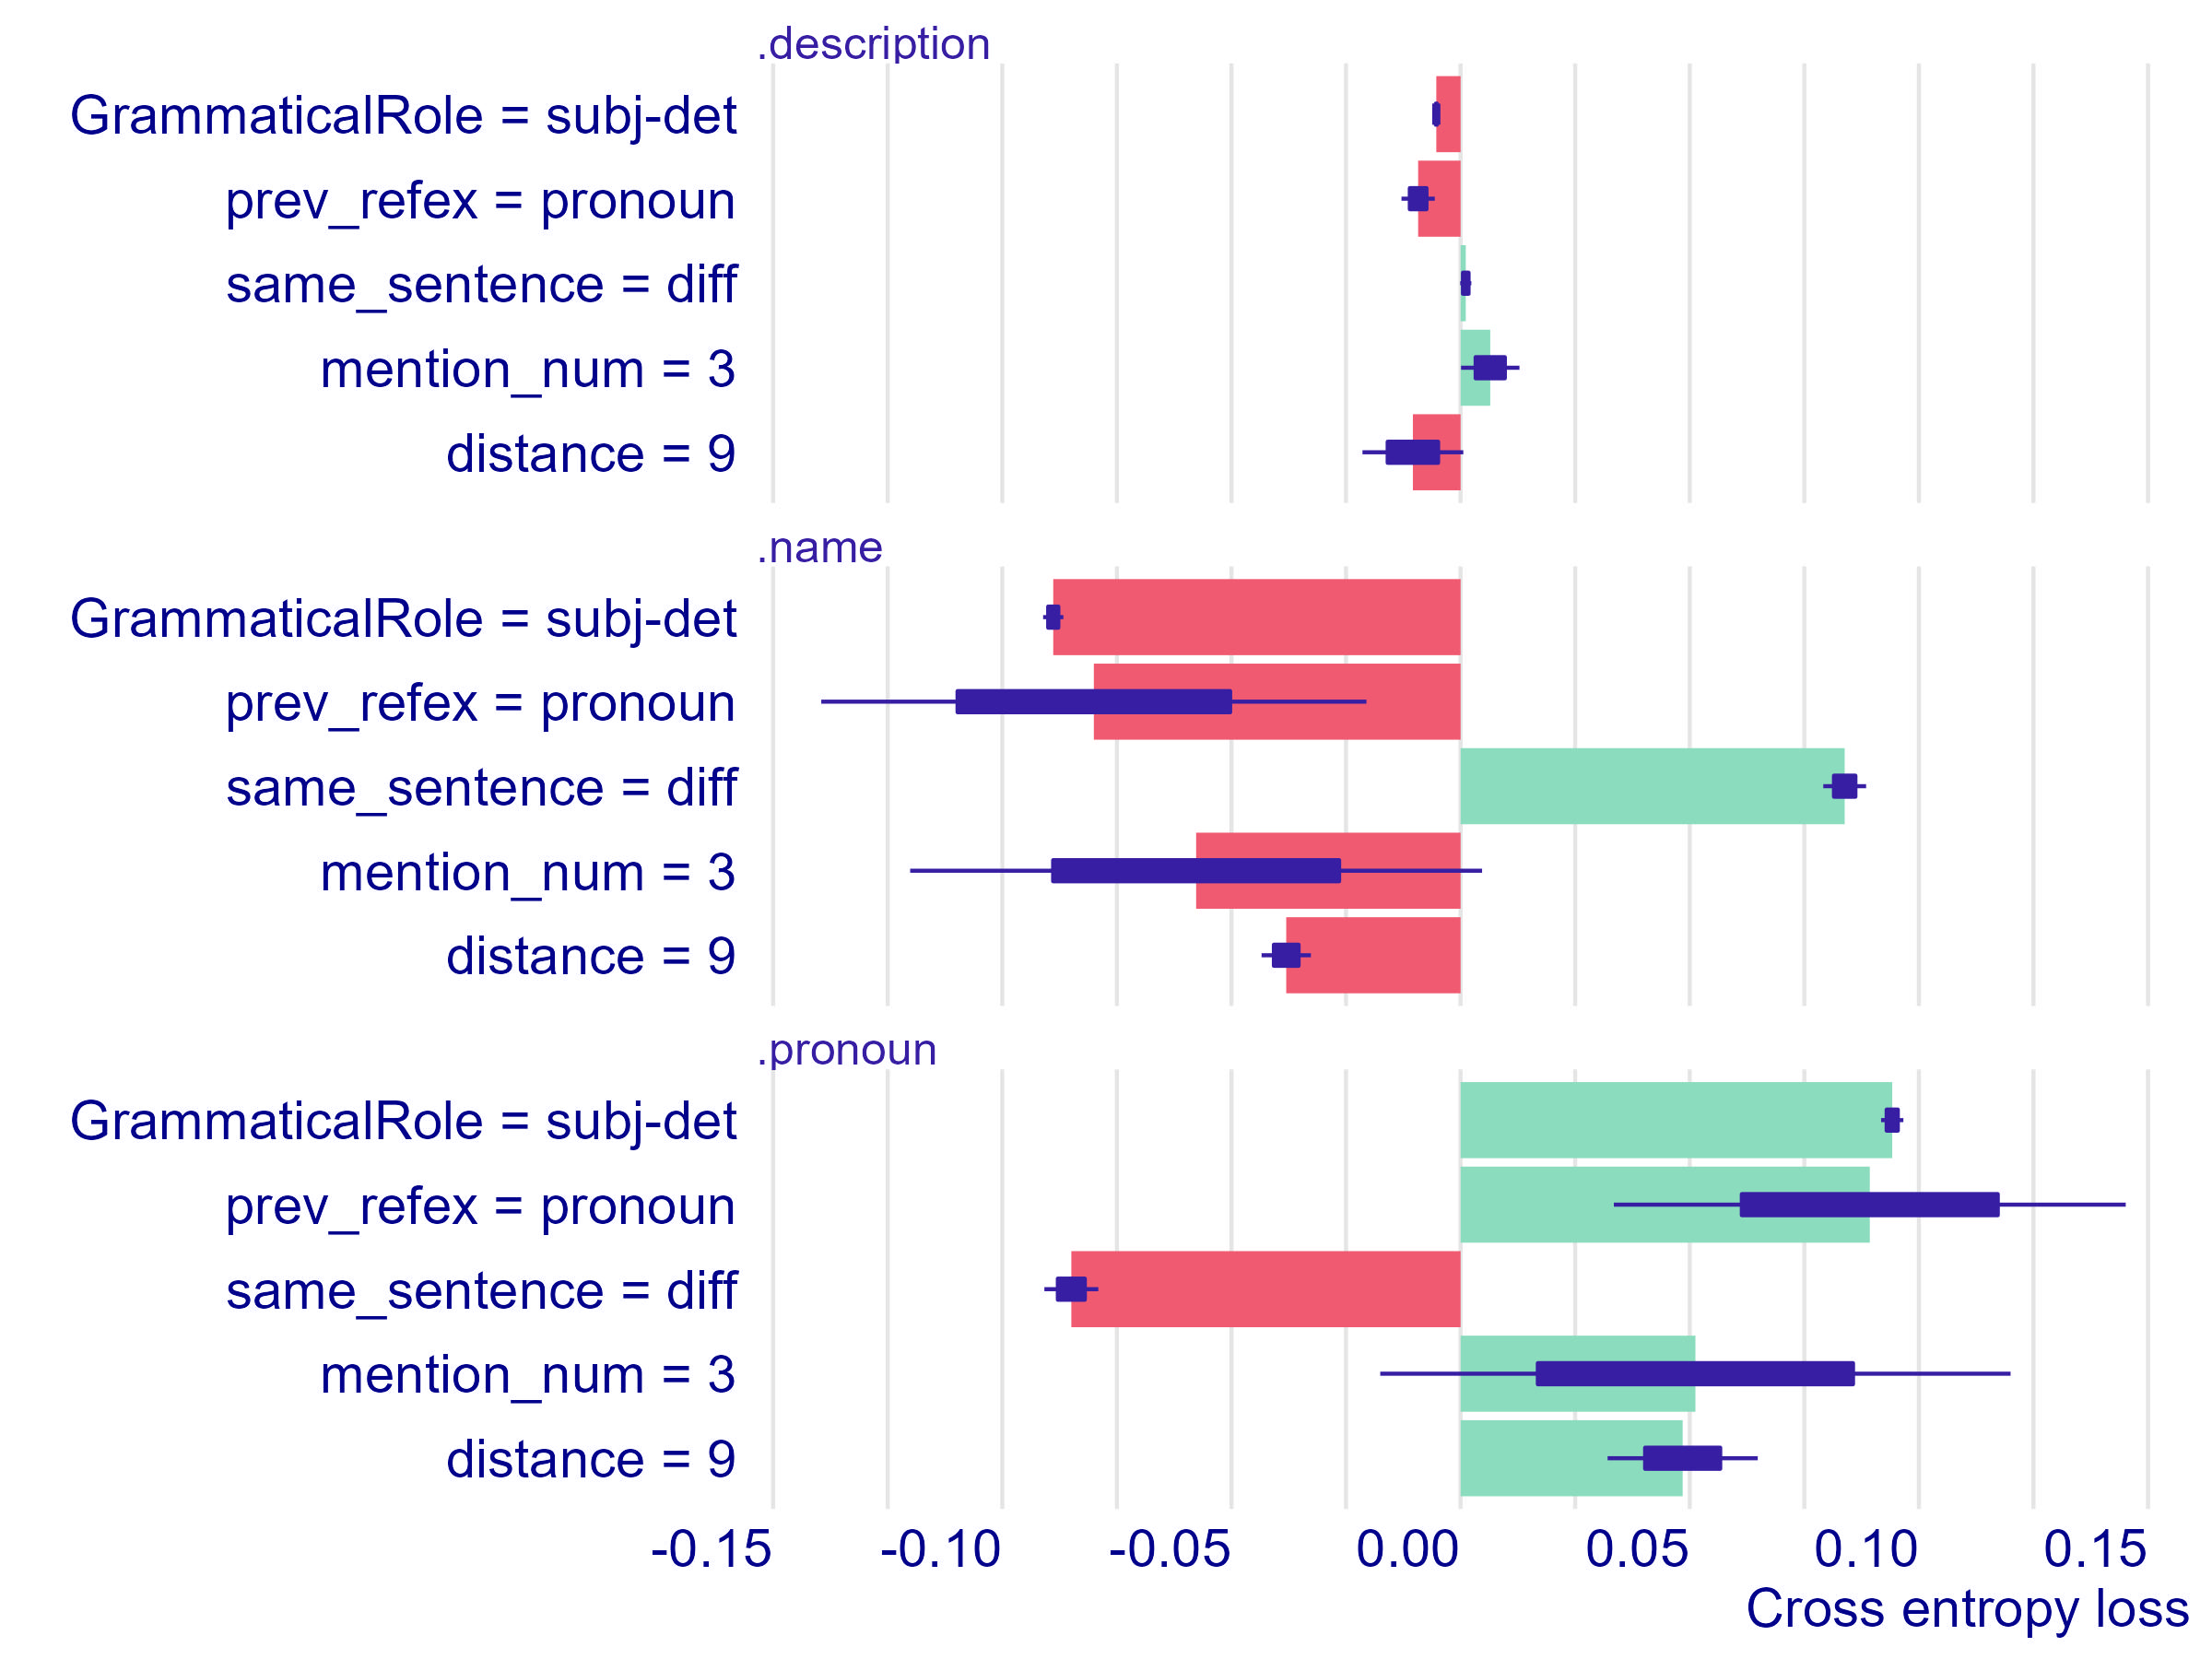 .description
GrammaticalRole = subj-det
prev_refex = pronoun
same_sentence = diff
mention_num = 3
distance = 9
.name
GrammaticalRole = subj-det
prev_refex = pronoun
same_sentence = diff
mention_num = 3
distance = 9
.pronoun
GrammaticalRole = subj-det
prev_refex = pronoun
same_sentence = diff
mention_num = 3
distance = 9
-0.15 -0.10 -0.05 0.00 0.05 0.10 0.15
Cross entropy loss